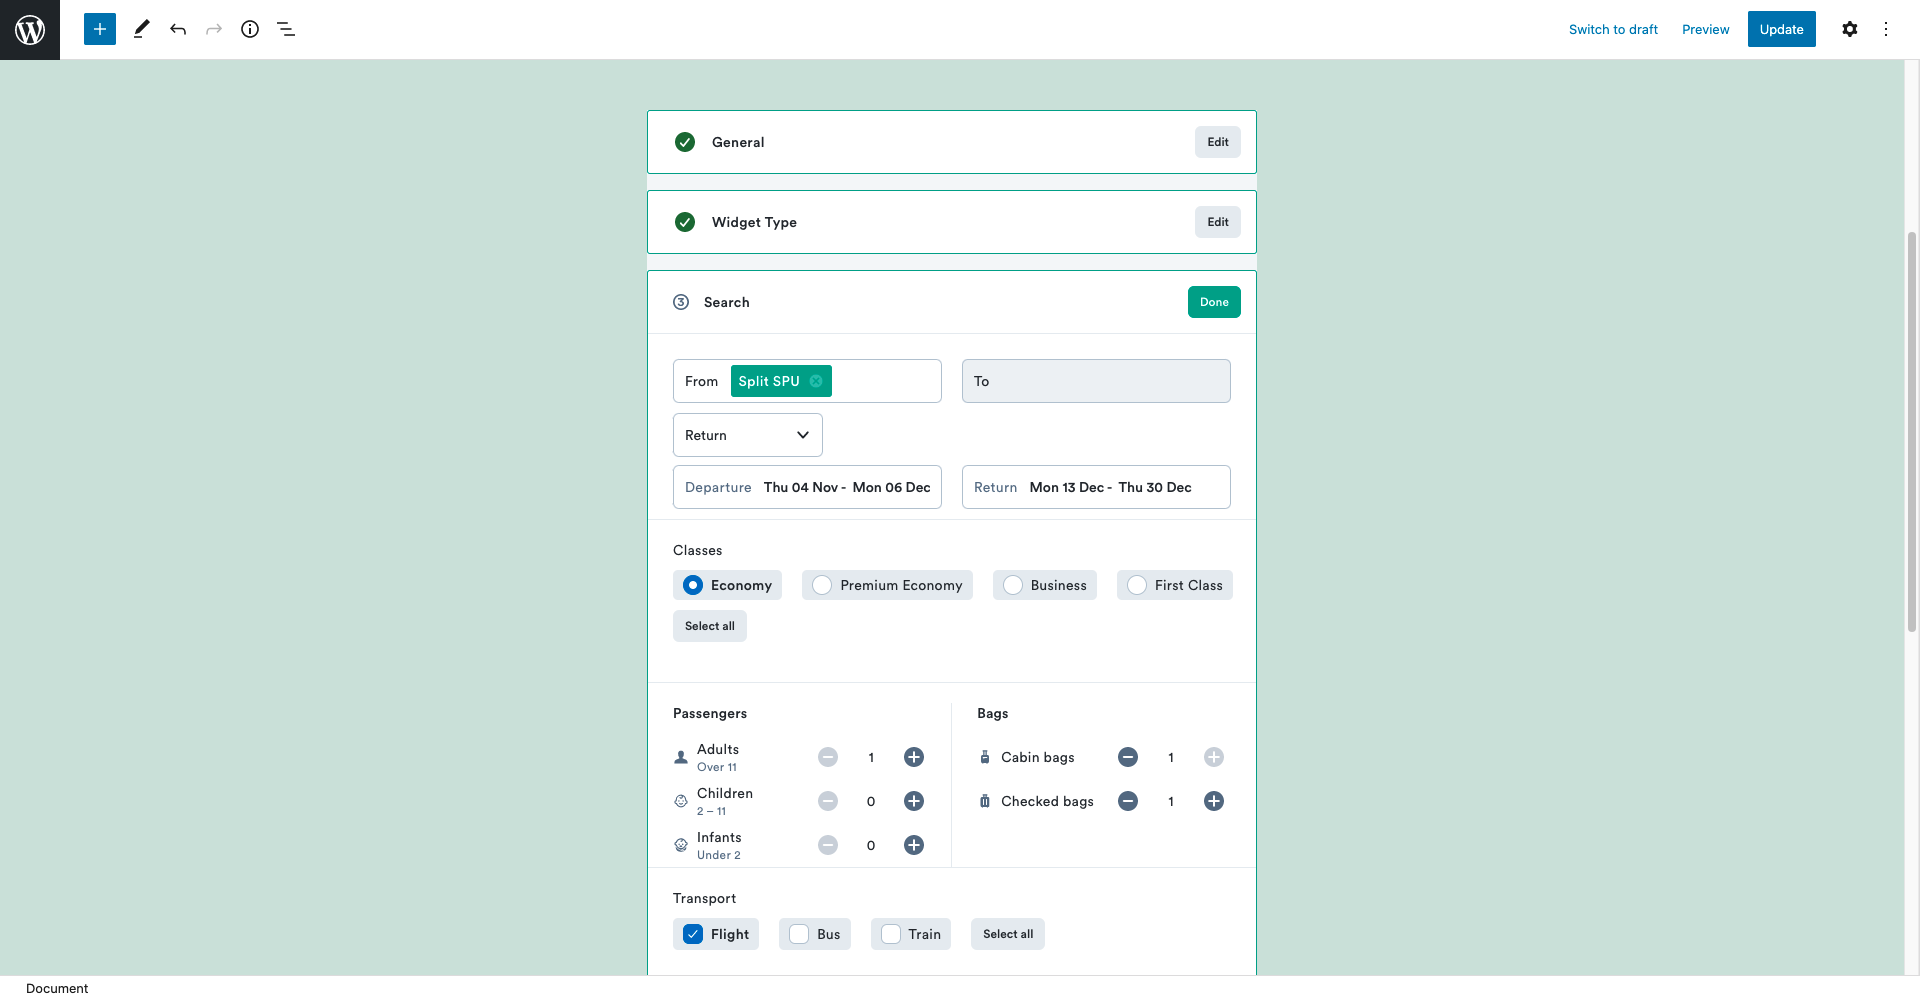 Switch to draft Preview Update
General Edit
Widget Type Edit
3 Search Done
From Split SPU To
Return
Departure Thu 04 Nov - Mon 06 Dec Return Mon 13 Dec - Thu 30 Dec
Classes
Economy Premium Economy Business First Class
Select all
Passengers Bags
Adults
Over 11
1
Cabin bags 1
Children
2 – 11
0
Checked bags 1
Infants
Under 2
0
Transport
Flight Bus Train Select all
Document